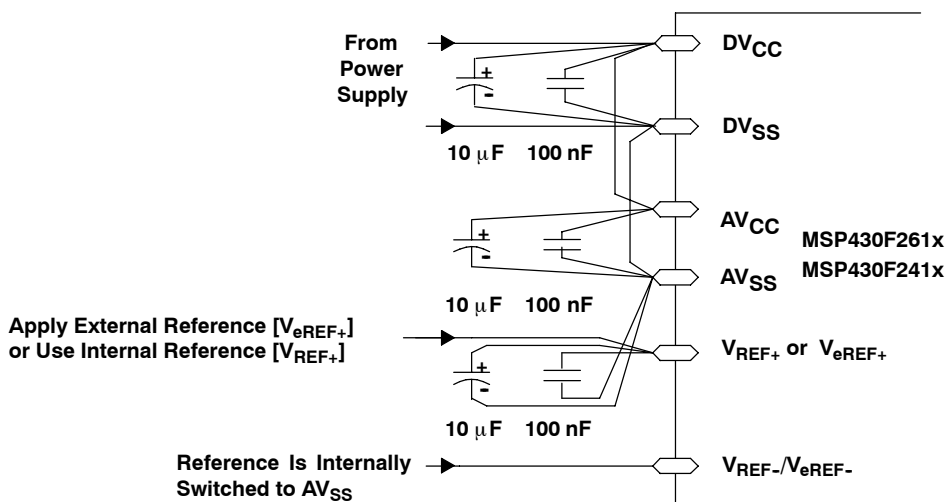 From
Power
Supply
+
-
10 μF 100 nF
DVCC
DVSS
+
-
10 μF 100 nF
AVCC
AVSS
MSP430F261x
MSP430F241x
Apply External Reference [VeREF+]
or Use Internal Reference [VREF+]
+
-
10 μF 100 nF
VREF+ or VeREF+
Reference Is Internally
Switched to AVSS
VREF-/VeREF-